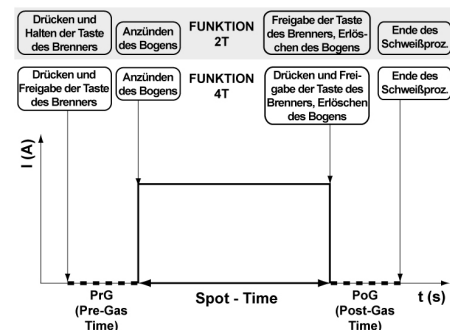 Drücken und
Halten der Taste
des Brenners
Anzünden
des Bogens
FUNKTION
2T
Freigabe der Taste
des Brenners, Erlös-
chen des Bogens
Ende des
Schweißproz.
Drücken und
Freigabe der Taste
des Brenners
Anzünden
des Bogens
FUNKTION
4T
Drücken und Frei-
gabe der Taste des
Brenners, Erlöschen
des Bogens
Ende des
Schweißproz.
I (A)
PrG
(Pre-Gas
Time)
Spot - Time
PoG
(Post-Gas
Time)
t (s)